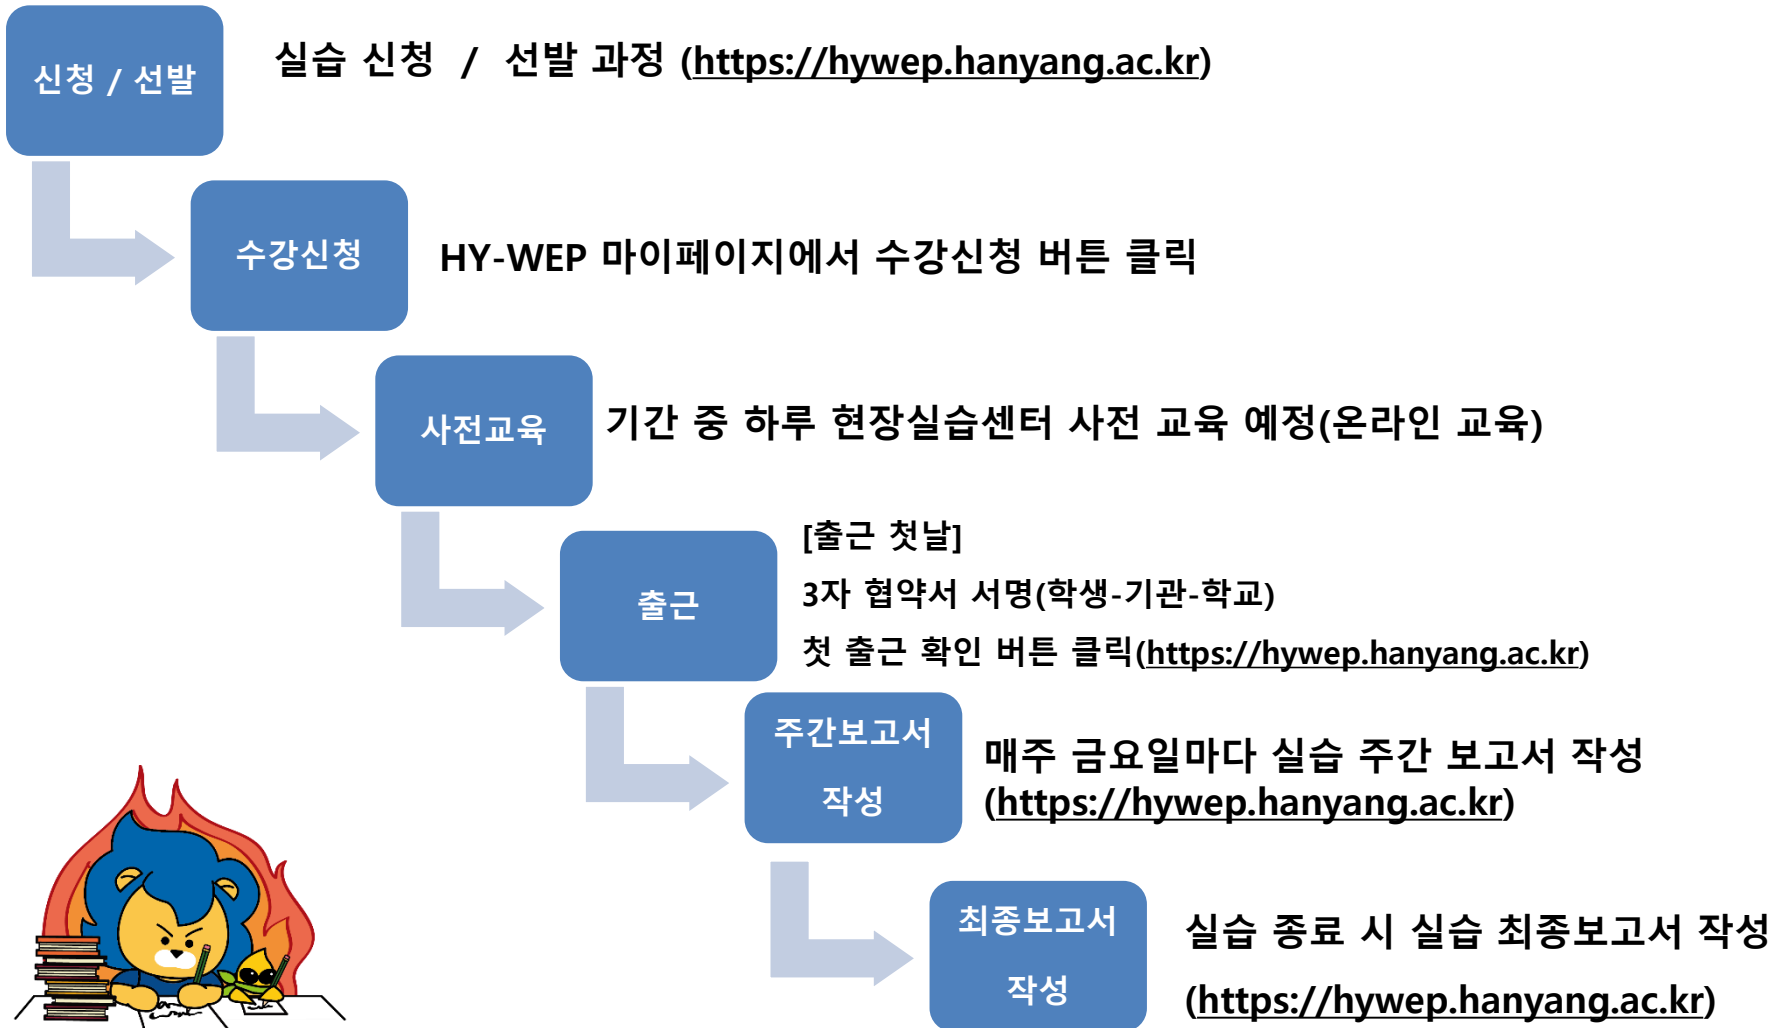 신청 / 선발
실습 신청 / 선발 과정 (https://hywep.hanyang.ac.kr)
수강신청
HY-WEP 마이페이지에서 수강신청 버튼 클릭
사전교육
기간 중 하루 현장실습센터 사전 교육 예정(온라인 교육)
출근
[출근 첫날]
3자 협약서 서명(학생-기관-학교)
첫 출근 확인 버튼 클릭(https://hywep.hanyang.ac.kr)
주간보고서
작성
매주 금요일마다 실습 주간 보고서 작성
(https://hywep.hanyang.ac.kr)
최종보고서
작성
실습 종료 시 실습 최종보고서 작성
(https://hywep.hanyang.ac.kr)